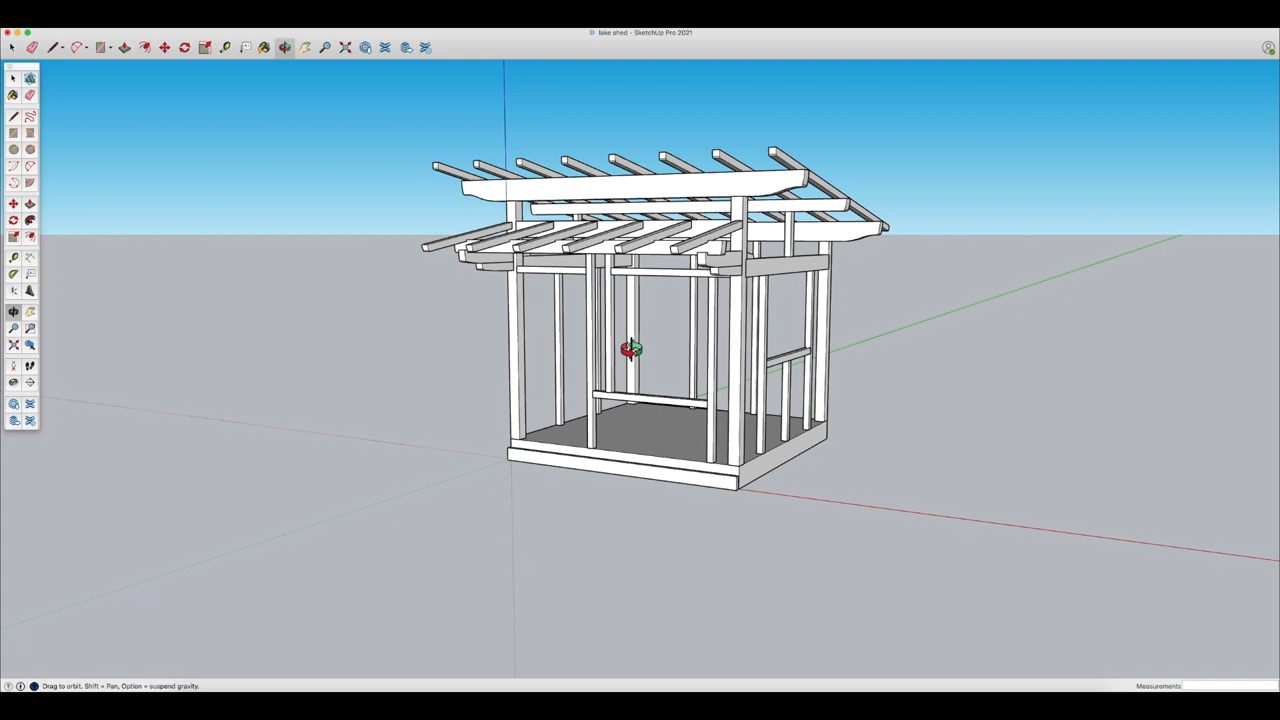 lake shed - SketchUp Pro 2021
Drag to orbit. Shift = Pan, Option = suspend gravity.
Measurements